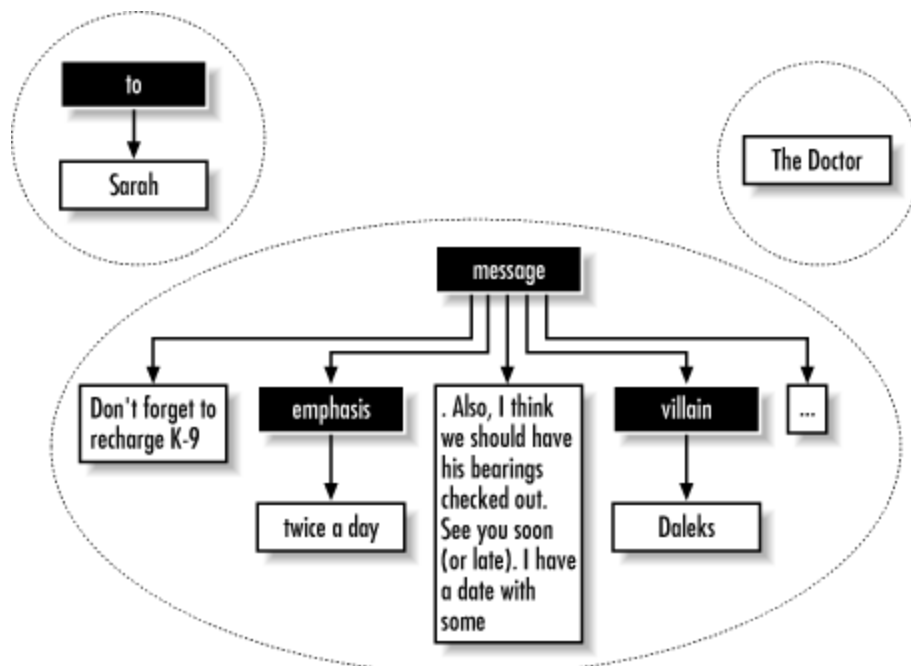 to
Sarah
The Doctor
message
Don't forget to
recharge K-9
emphasis
. Also, I think
we should have
his bearings
checked out.
See you soon
(or late). I have
a date with
some
villain
...
twice a day
Daleks